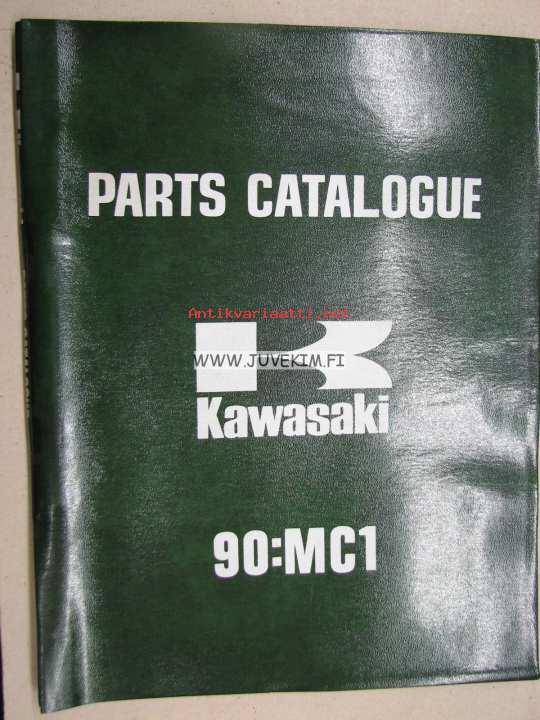 PARTS CATALOGUE
Antikvariaatti.net
WWW.JUVEKIM.FI
Kawasaki
90:MC1